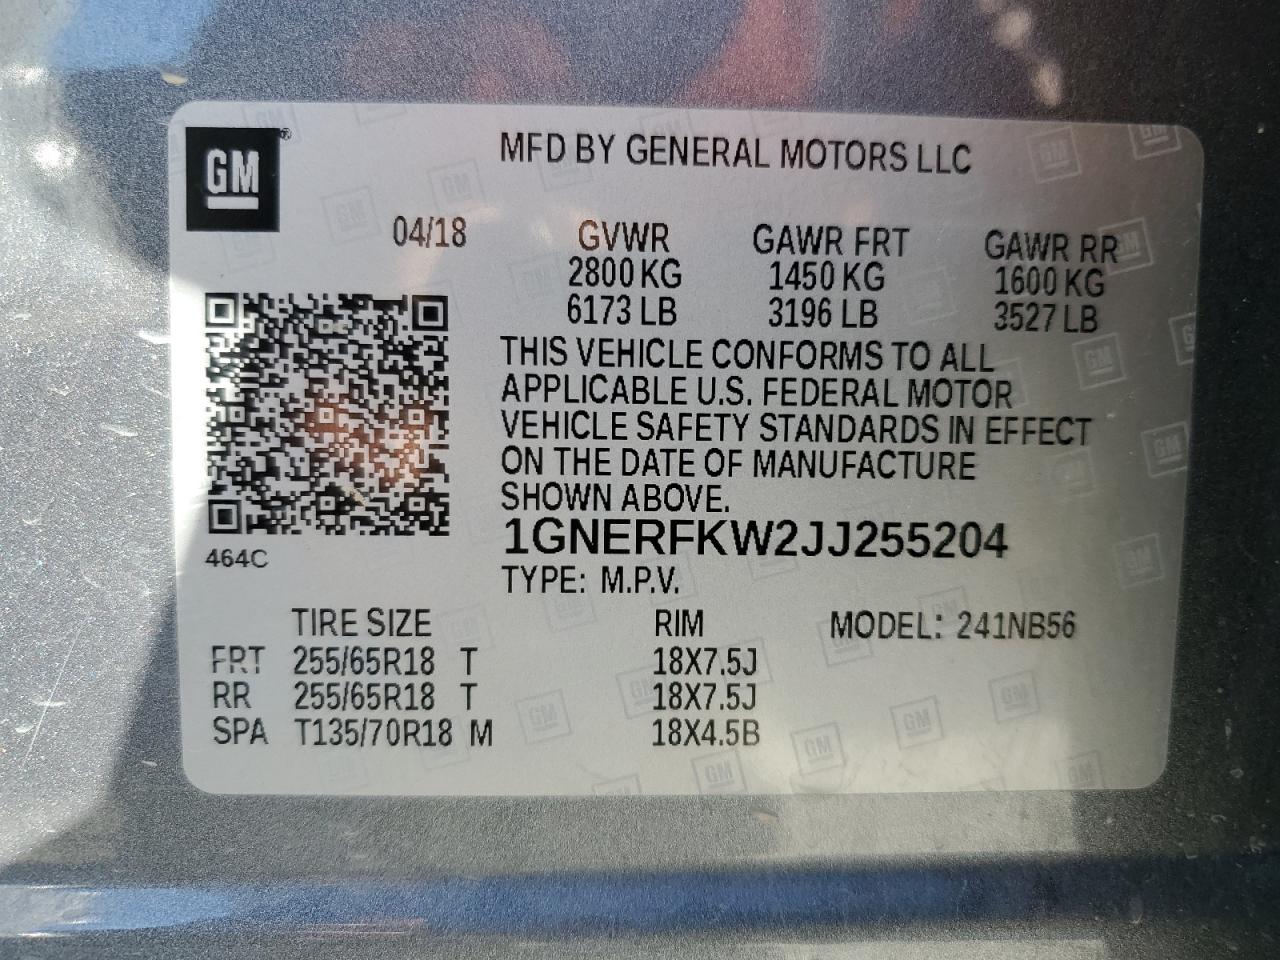 GM®
MFD BY GENERAL MOTORS LLC
04/18 GVWR GAWR FRT GAWR RR
2800 KG 1450 KG 1600 KG
6173 LB 3196 LB 3527 LB
THIS VEHICLE CONFORMS TO ALL
APPLICABLE U.S. FEDERAL MOTOR
VEHICLE SAFETY STANDARDS IN EFFECT
ON THE DATE OF MANUFACTURE
SHOWN ABOVE.
1GNERFKW2JJ255204
464C
TYPE: M.P.V.
TIRE SIZE RIM MODEL: 241NB56
FRT 255/65R18 T 18X7.5J
RR 255/65R18 T 18X7.5J
SPA T135/70R18 M 18X4.5B